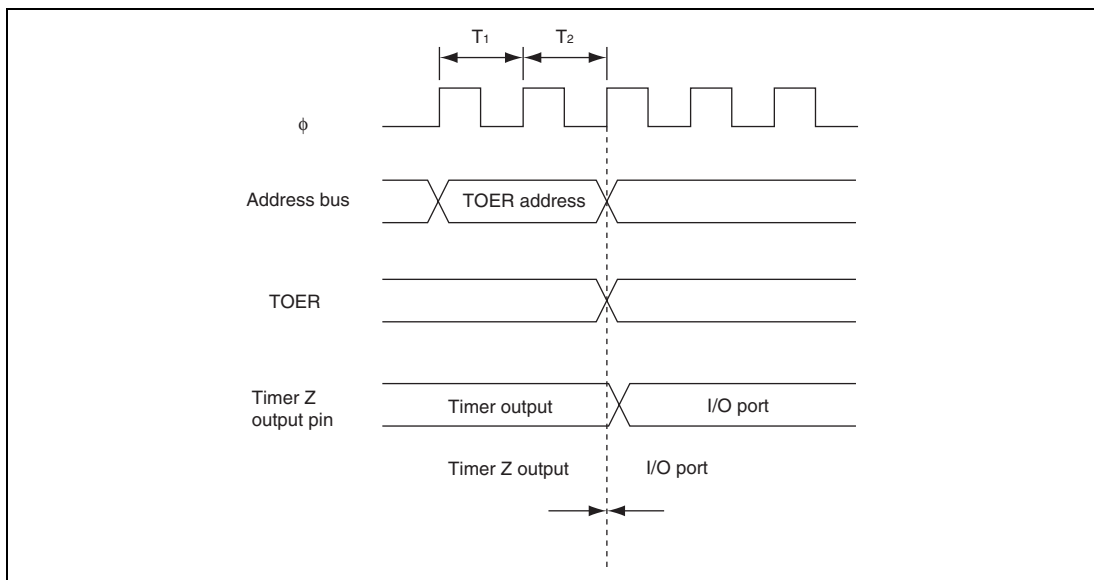 T1 T2
ϕ
Address bus TOER address
TOER
Timer Z
output pin
Timer output I/O port
Timer Z output I/O port